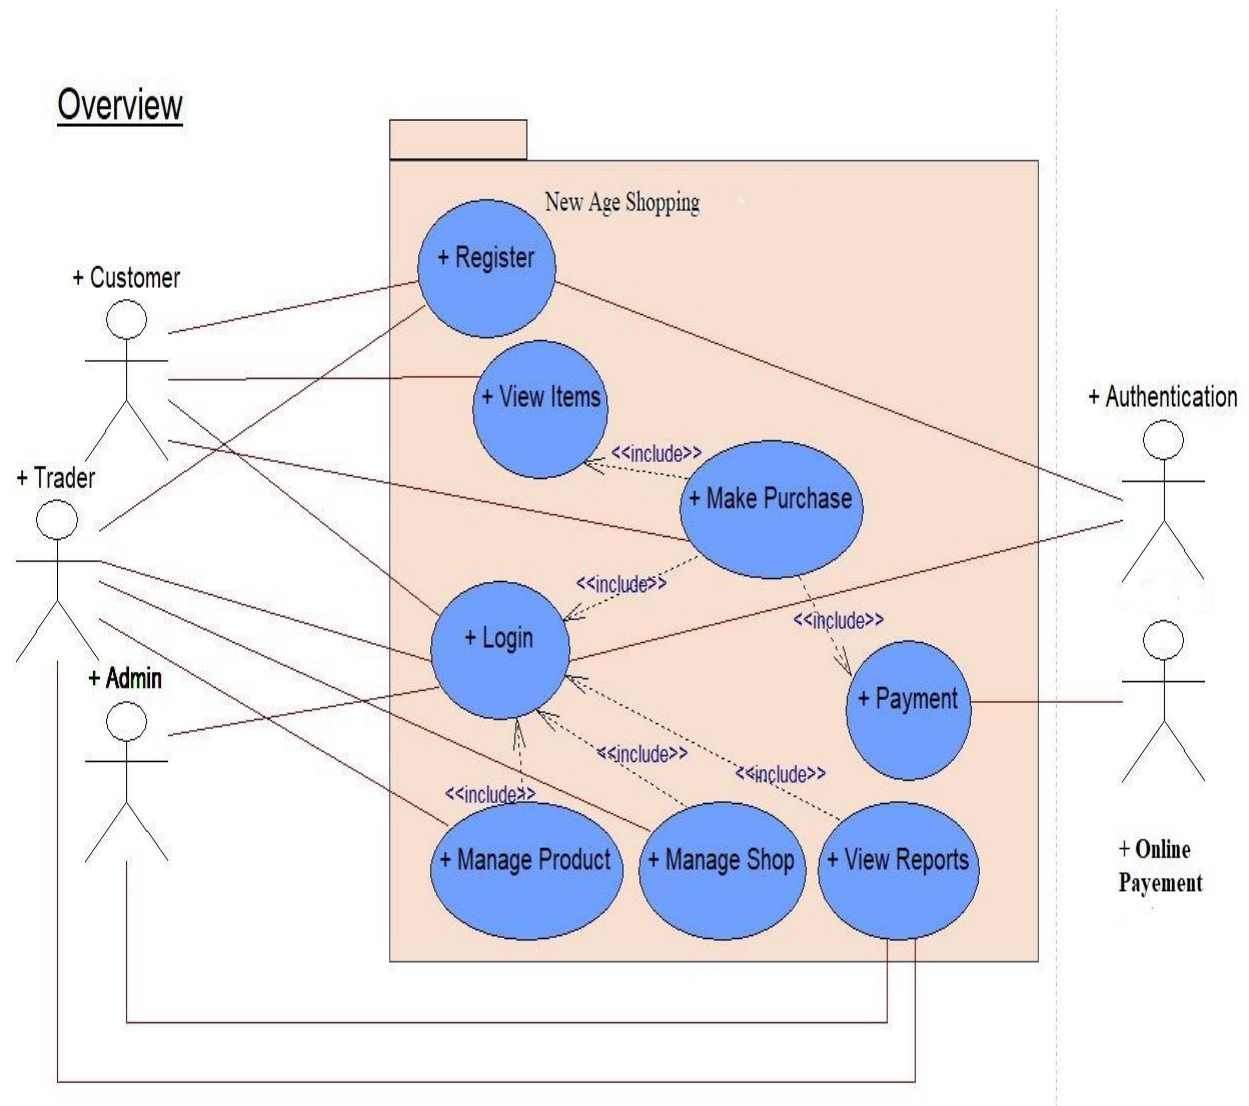 Overview
New Age Shopping
+ Register
+ Customer
+ View Items
+ Authentication
<<include>>
+ Trader
+ Make Purchase
<<include>>
<<include>>
+ Login
+ Admin
+ Payment
<<include>>
<<include>>
<<include>>
+ Manage Product
+ Manage Shop
+ View Reports
+ Online
Payement